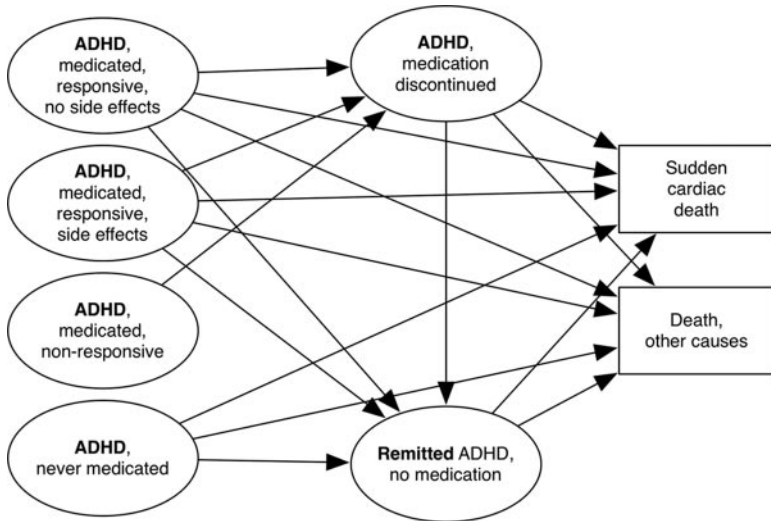 ADHD,
medicated,
responsive,
no side effects
ADHD,
medication
discontinued
Sudden
cardiac
death
ADHD,
medicated,
responsive,
side effects
Death,
other causes
ADHD,
medicated,
non-responsive
ADHD,
never medicated
Remitted ADHD,
no medication